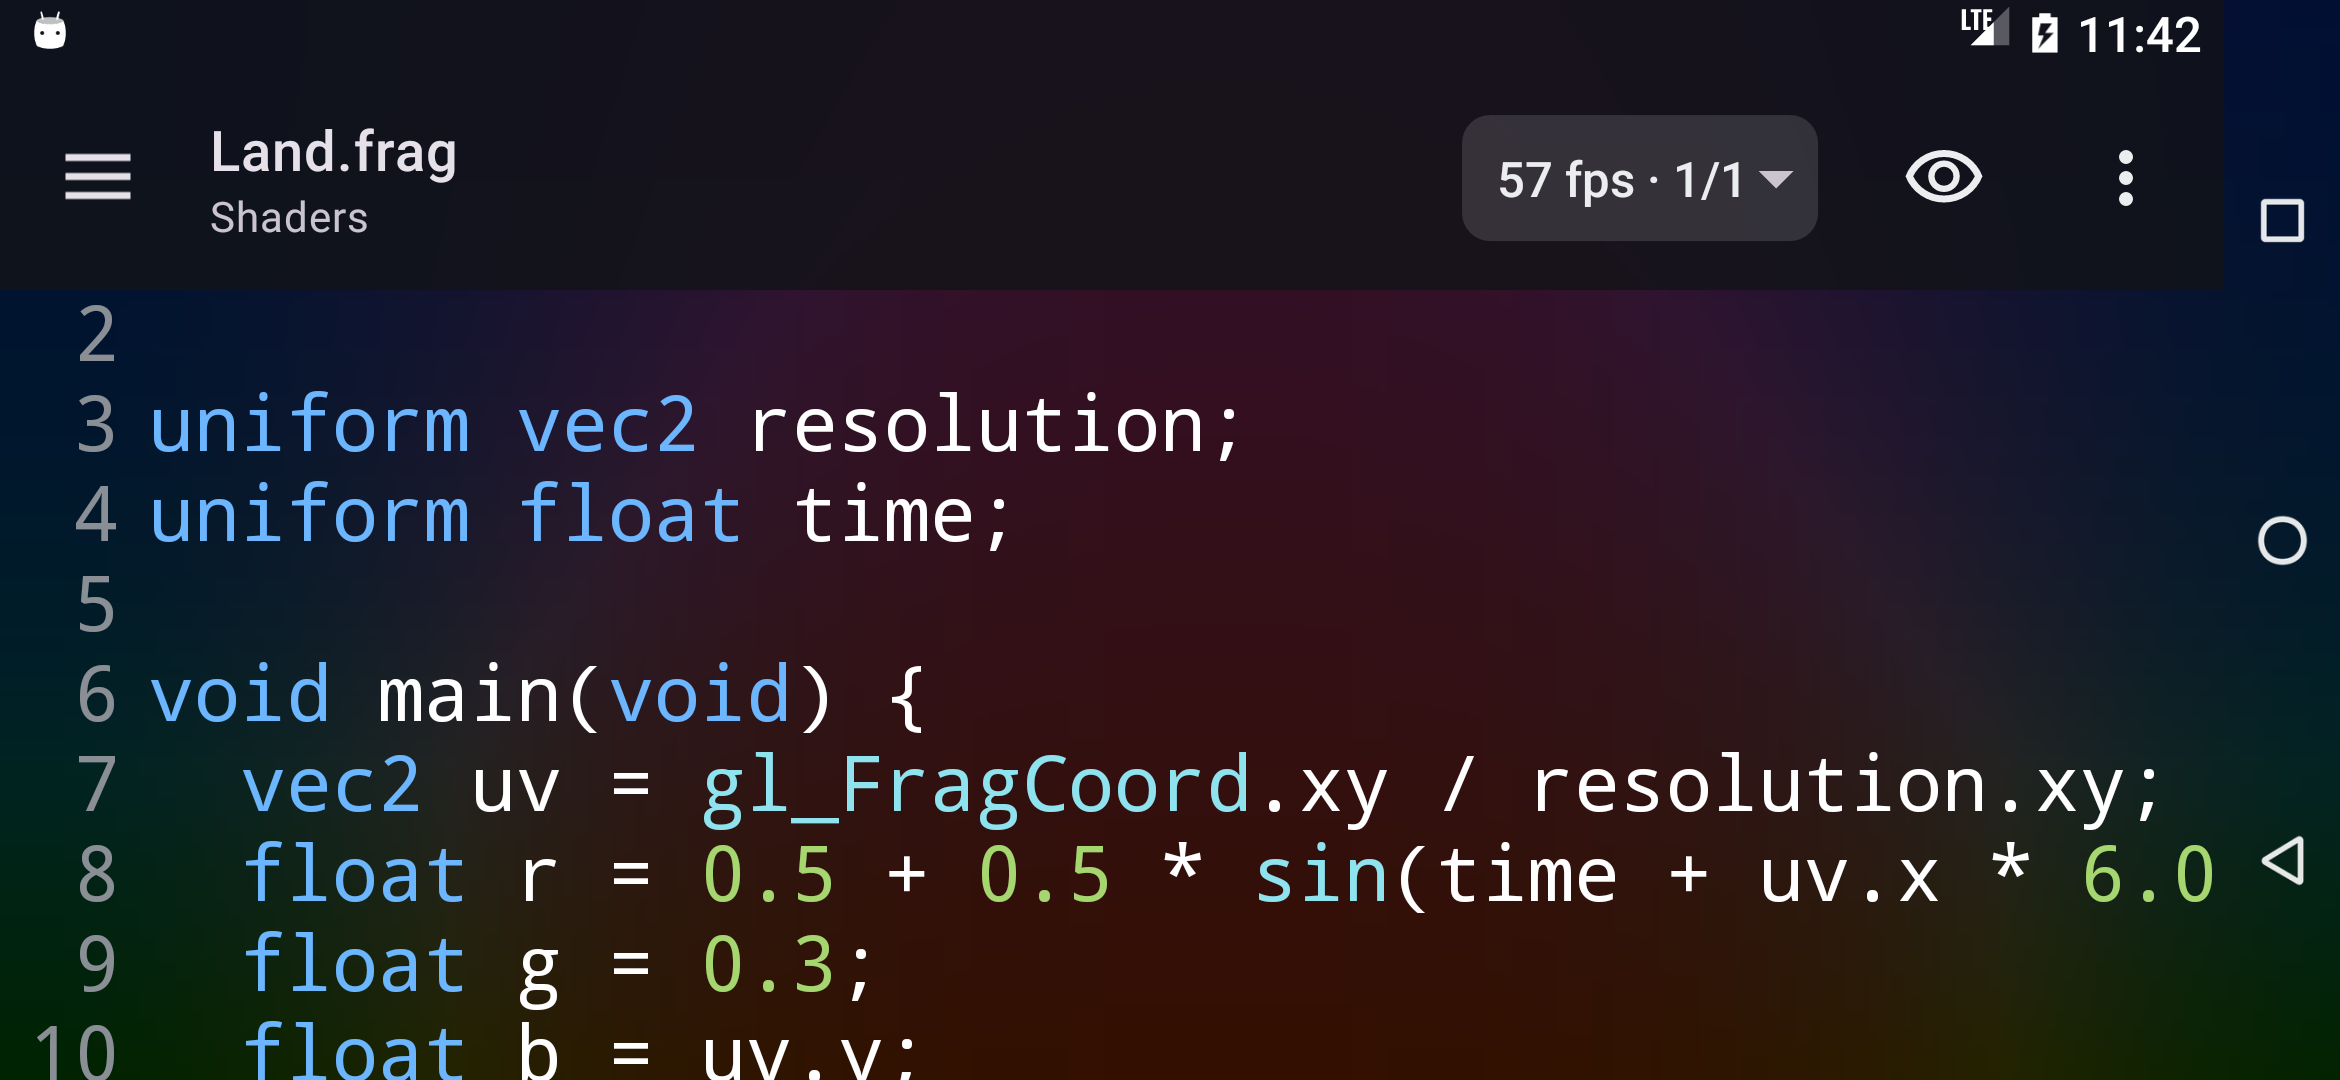 LTE 11:42
Land.frag
Shaders
57 fps · 1/1
2
3 uniform vec2 resolution;
4 uniform float time;
5
6 void main(void) {
7   vec2 uv = gl_FragCoord.xy / resolution.xy;
8   float r = 0.5 + 0.5 * sin(time + uv.x * 6.0
9   float g = 0.3;
10   float b = uv.y;